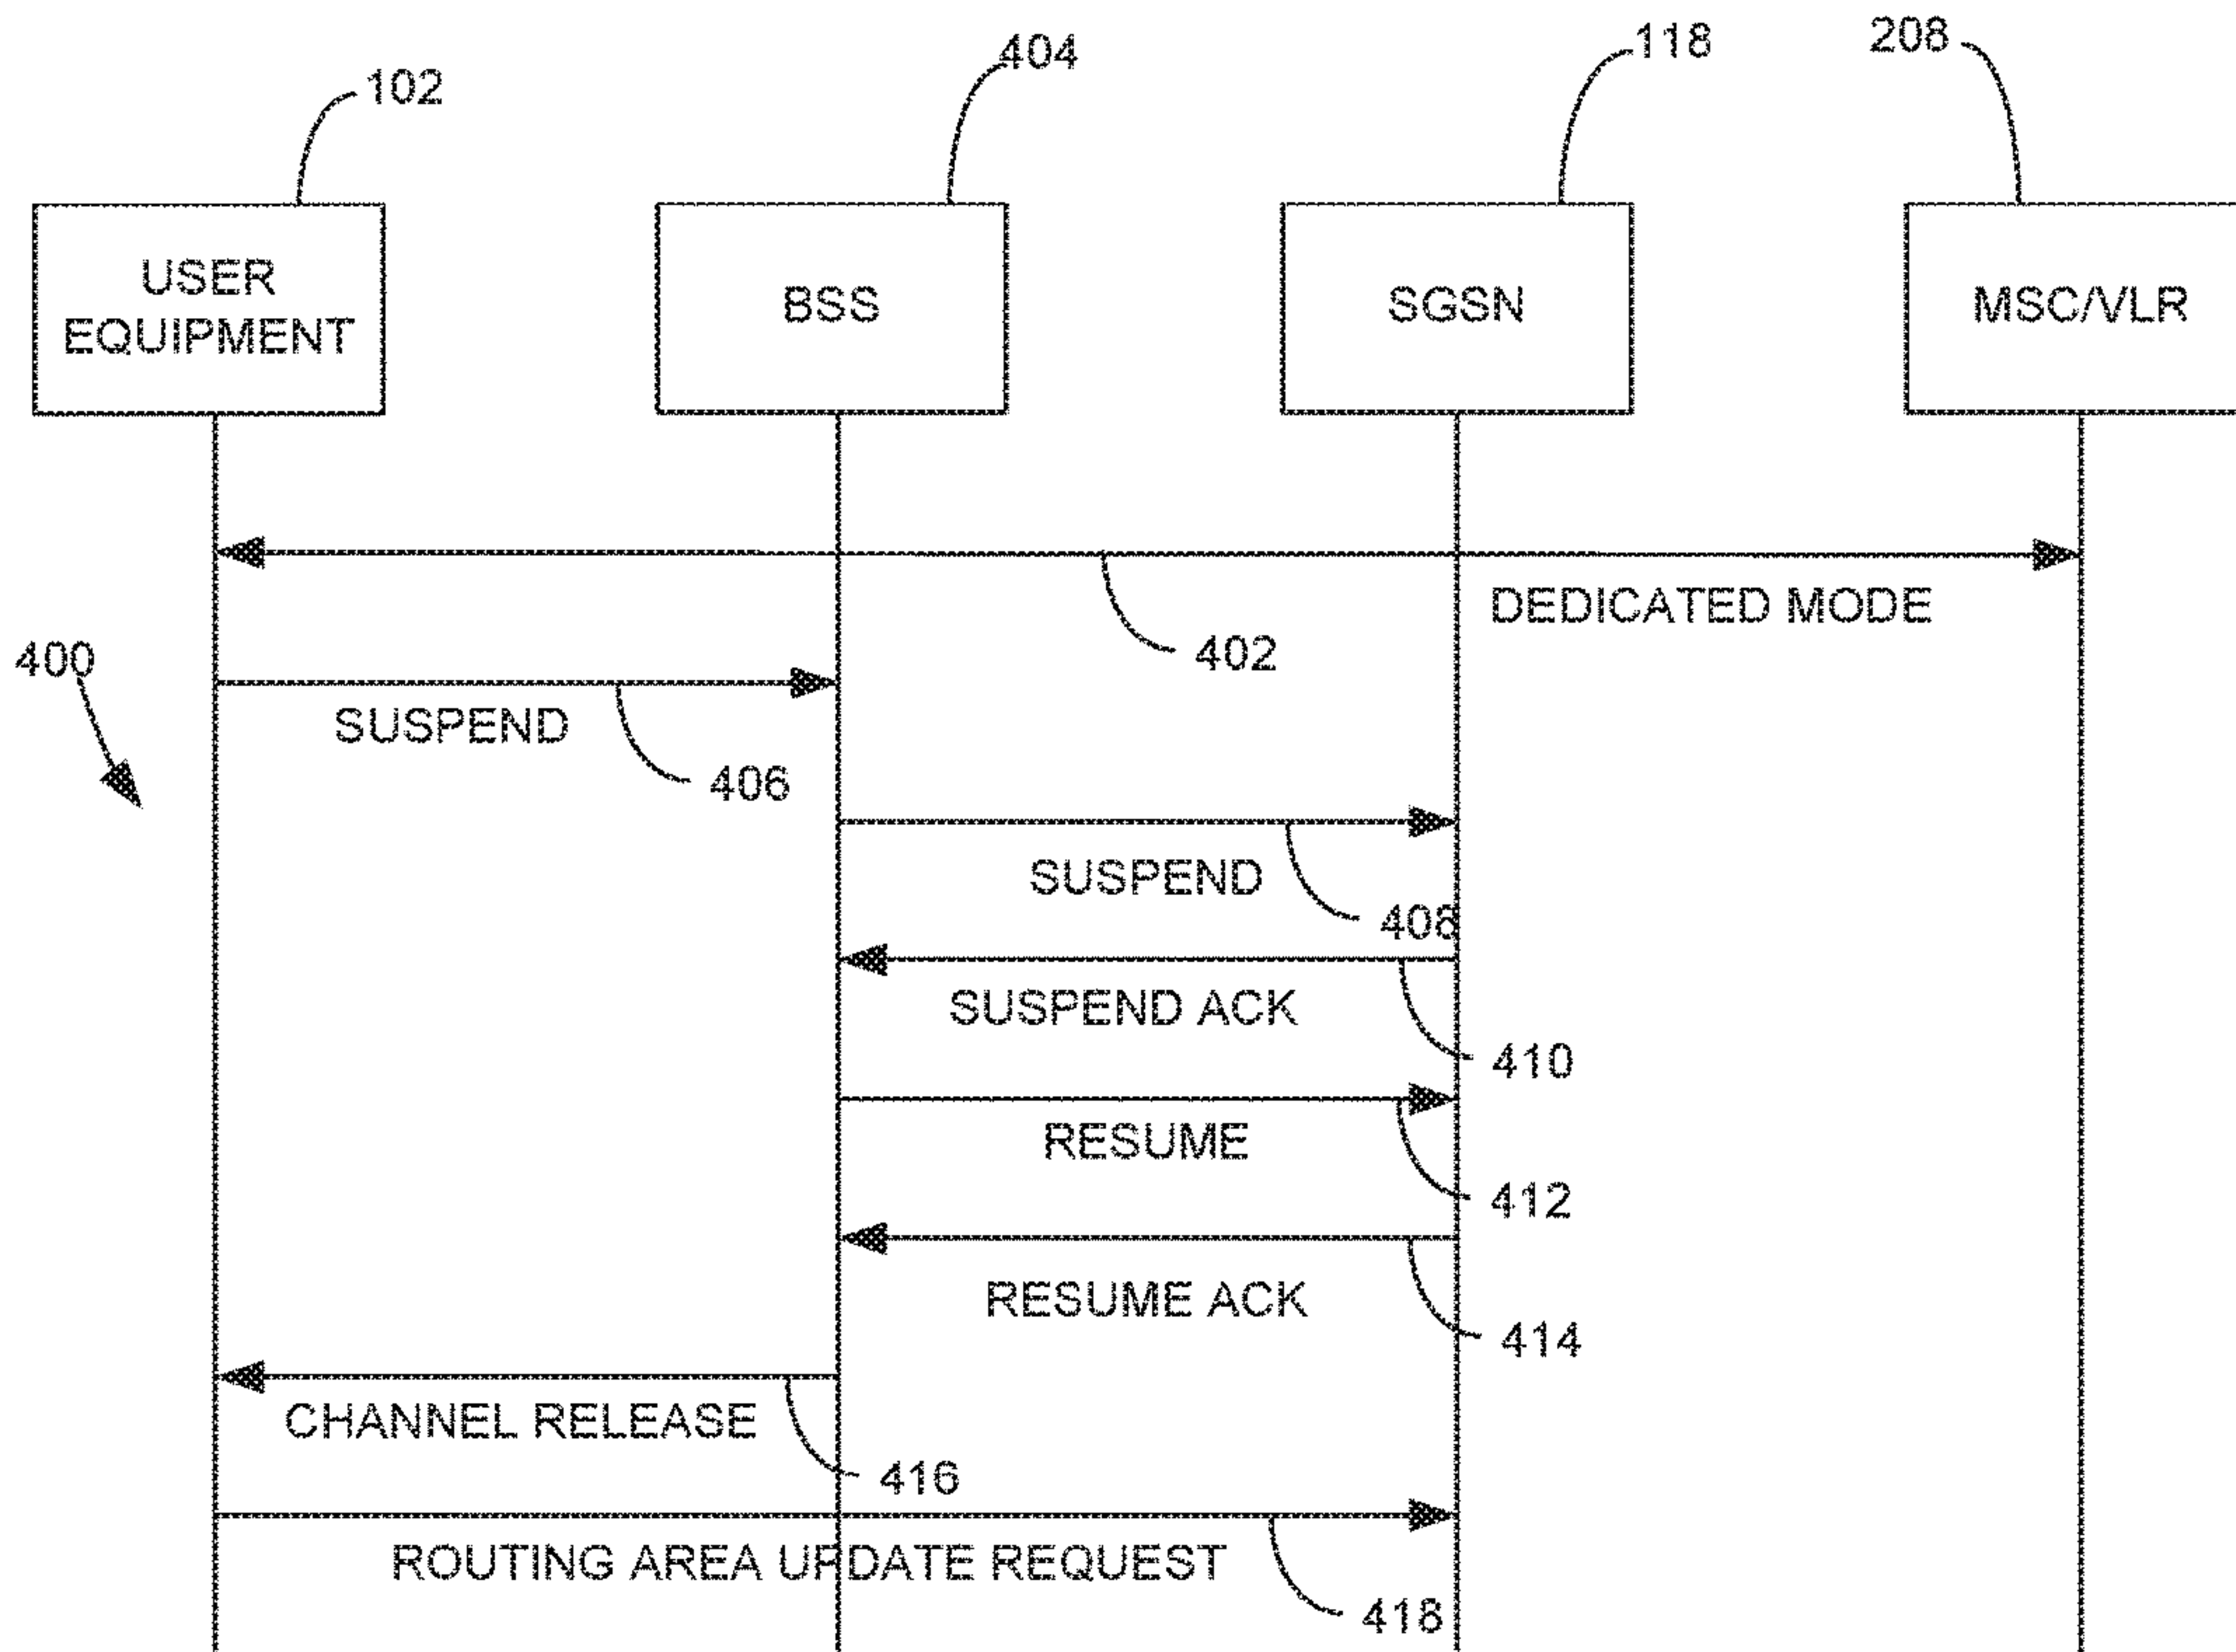 102
404
118
208
USER
EQUIPMENT
BSS
SGSN
MSC/VLR
DEDICATED MODE
402
400
SUSPEND
406
SUSPEND
408
SUSPEND ACK
410
RESUME
412
RESUME ACK
414
CHANNEL RELEASE
416
ROUTING AREA UPDATE REQUEST
418